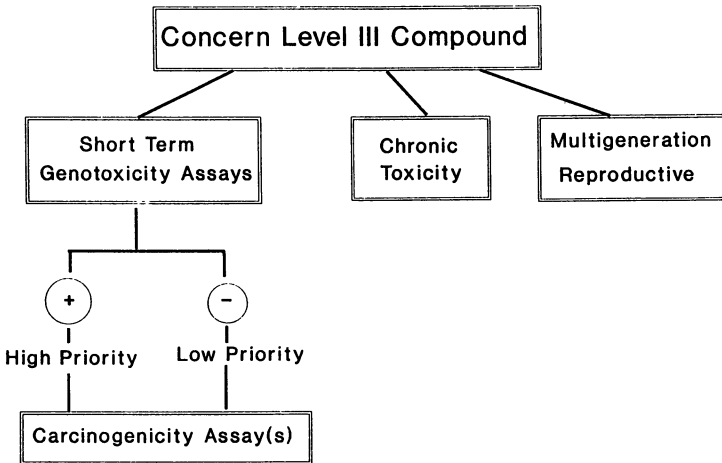 Concern Level III Compound
Short Term
Genotoxicity Assays
Chronic
Toxicity
Multigeneration
Reproductive
+
−
High Priority
Low Priority
Carcinogenicity Assay(s)